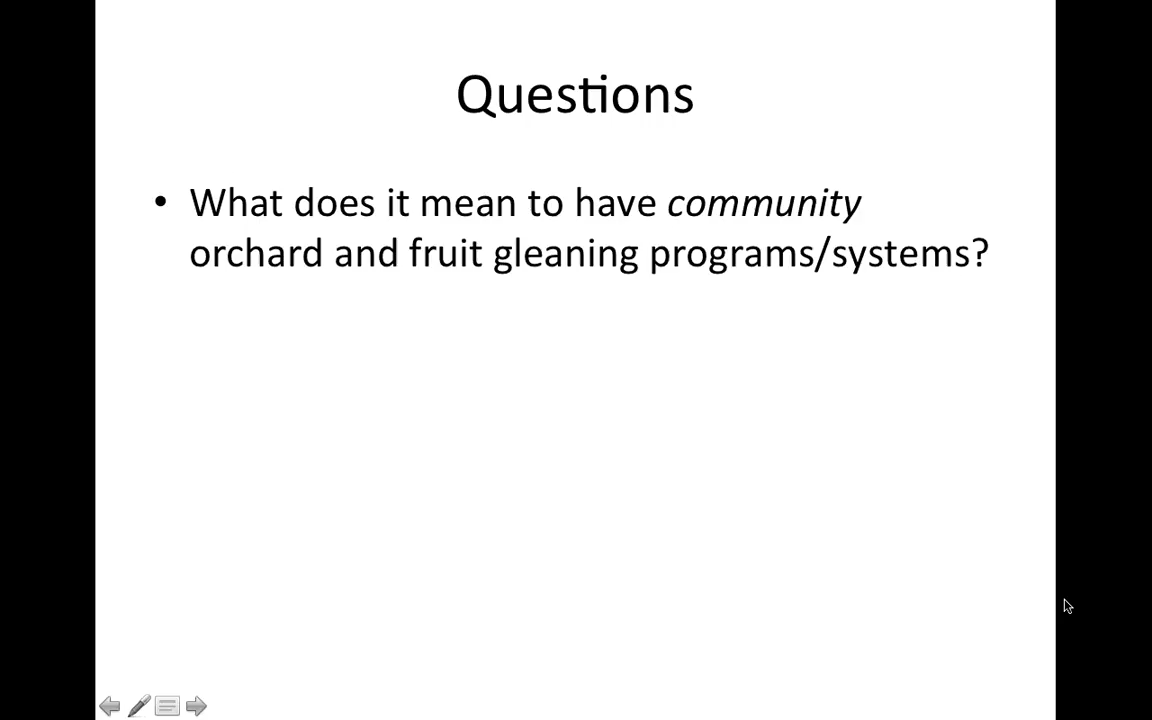 Questions
• What does it mean to have community
orchard and fruit gleaning programs/systems?